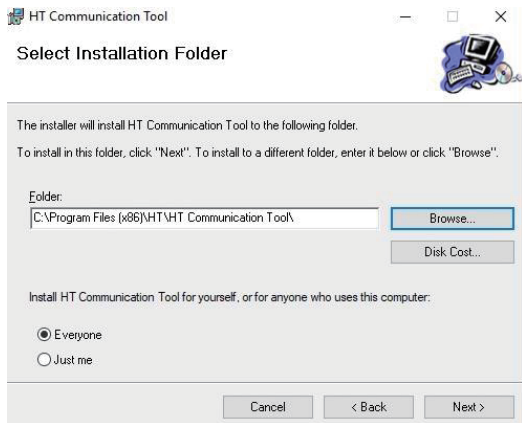 HT Communication Tool
Select Installation Folder
The installer will install HT Communication Tool to the following folder.
To install in this folder, click "Next". To install to a different folder, enter it below or click "Browse".
Folder:
C:\Program Files (x86)\HT\HT Communication Tool\
Browse...
Disk Cost...
Install HT Communication Tool for yourself, or for anyone who uses this computer:
Everyone
Just me
Cancel
< Back
Next >